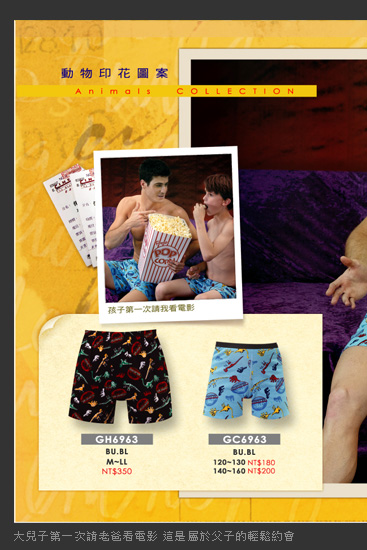 動物印花圖案
Animals COLLECTION
POP
CORN
孩子第一次請我看電影
GH6963
BU.BL
M~LL
NT$350
GC6963
BU.BL
120~130 NT$180
140~160 NT$200
大兒子第一次請老爸看電影 這是屬於父子的輕鬆約會